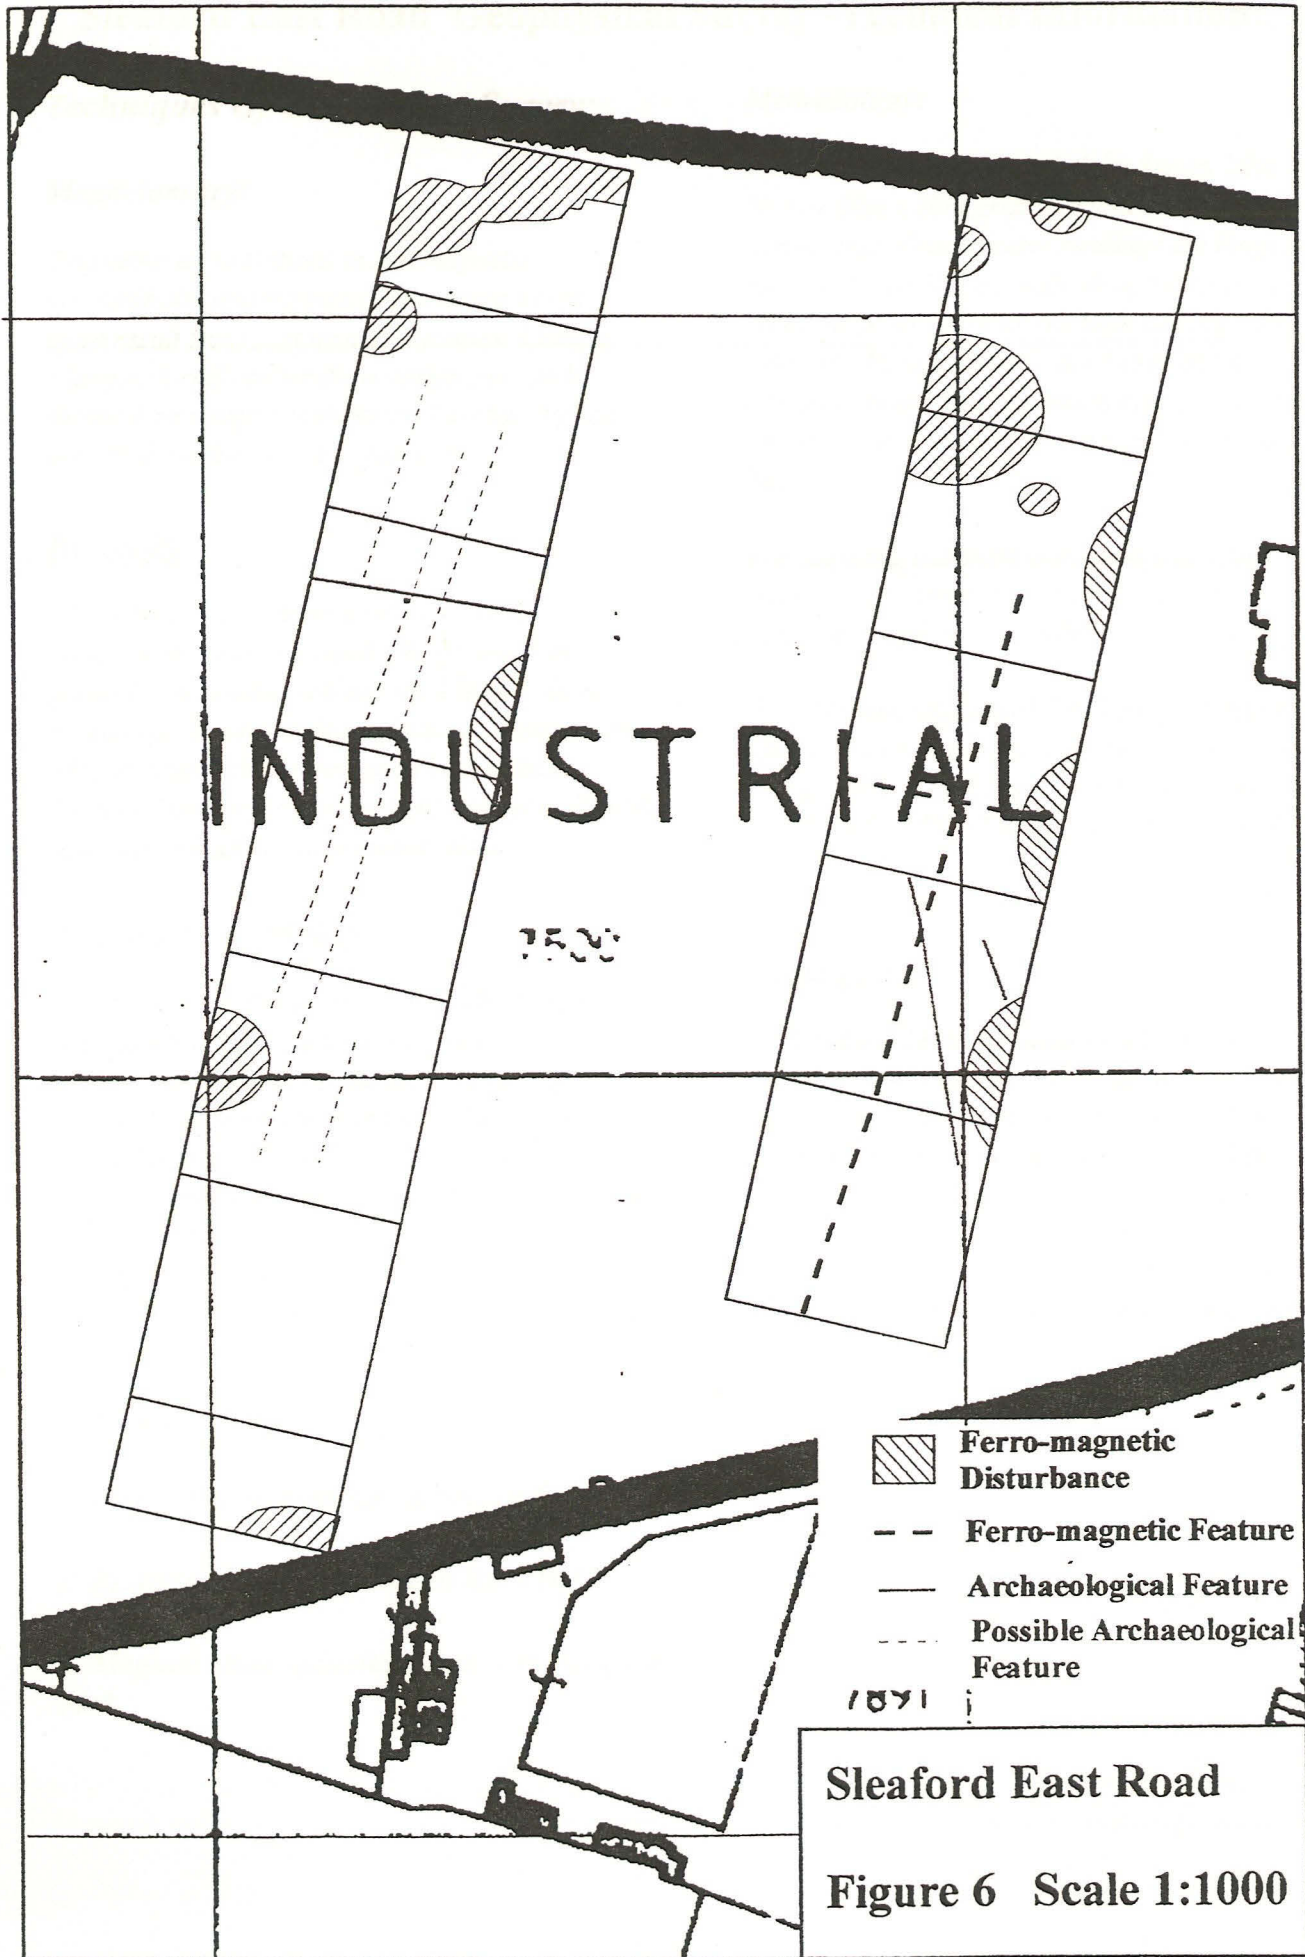 INDUSTRIAL
Ferro-magnetic
Disturbance
Ferro-magnetic Feature
Archaeological Feature
Possible Archaeological
Feature
Sleaford East Road
Figure 6 Scale 1:1000